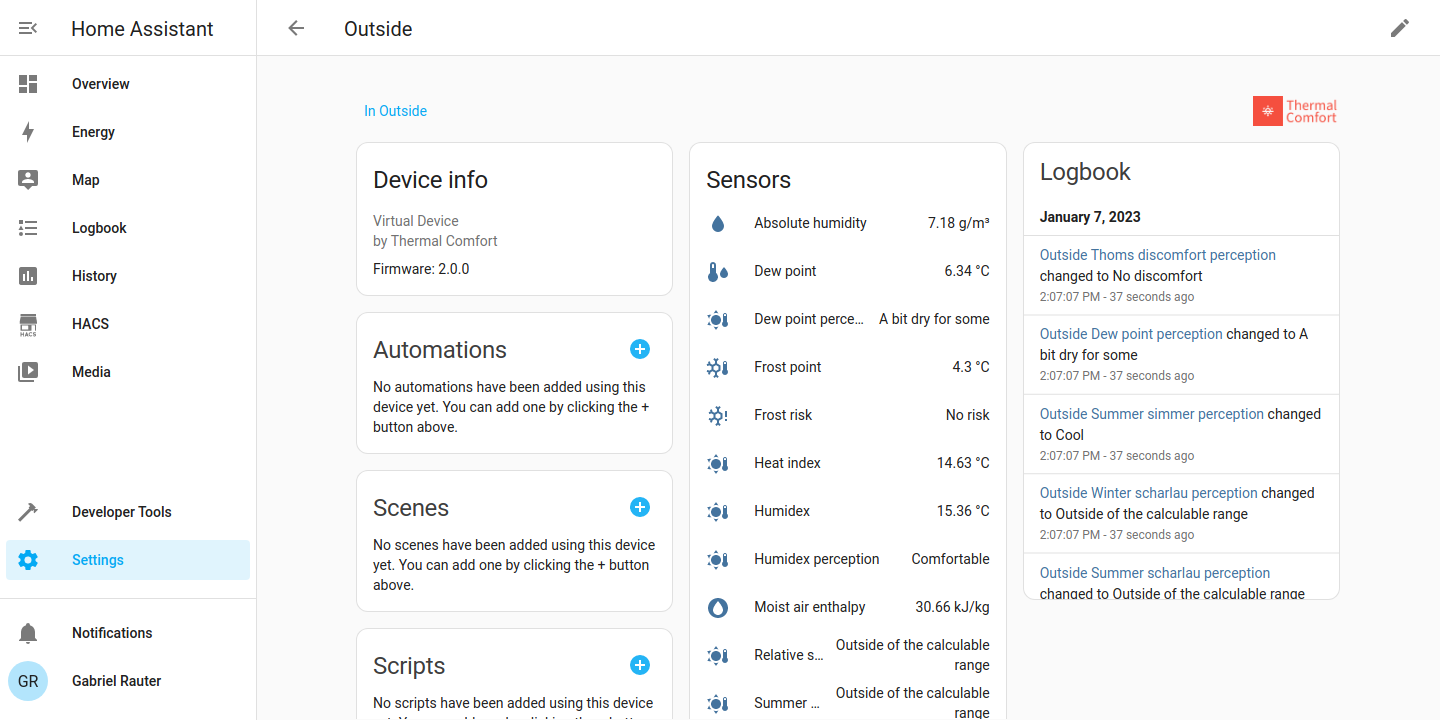 Home Assistant
Overview
Energy
Map
Logbook
History
HACS
HACS
Media
Developer Tools
Settings
Notifications
GR
Gabriel Rauter
Outside
In Outside
Thermal
Comfort
Device info
Virtual Device
by Thermal Comfort
Firmware: 2.0.0
Automations
No automations have been added using this
device yet. You can add one by clicking the +
button above.
Scenes
No scenes have been added using this device
yet. You can add one by clicking the + button
above.
Scripts
No scripts have been added using this device
Sensors
Absolute humidity 7.18 g/m³
Dew point 6.34 °C
Dew point perce… A bit dry for some
Frost point 4.3 °C
Frost risk No risk
Heat index 14.63 °C
Humidex 15.36 °C
Humidex perception Comfortable
Moist air enthalpy 30.66 kJ/kg
Relative s… Outside of the calculable
range
Summer … Outside of the calculable
range
Logbook
January 7, 2023
Outside Thoms discomfort perception
changed to No discomfort
2:07:07 PM - 37 seconds ago
Outside Dew point perception changed to A
bit dry for some
2:07:07 PM - 37 seconds ago
Outside Summer simmer perception changed
to Cool
2:07:07 PM - 37 seconds ago
Outside Winter scharlau perception changed
to Outside of the calculable range
2:07:07 PM - 37 seconds ago
Outside Summer scharlau perception
changed to Outside of the calculable range